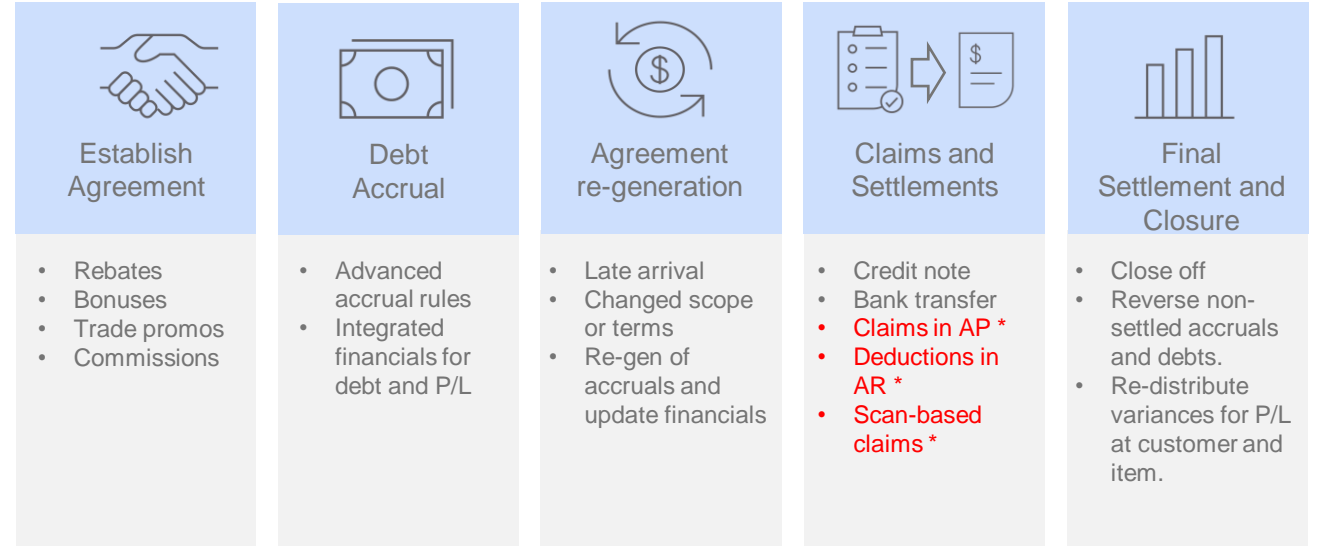 Establish
Agreement
• Rebates
• Bonuses
• Trade promos
• Commissions
Debt
Accrual
• Advanced
accrual rules
• Integrated
financials for
debt and P/L
$
Agreement
re-generation
• Late arrival
• Changed scope
or terms
• Re-gen of
accruals and
update financials
$
Claims and
Settlements
• Credit note
• Bank transfer
• Claims in AP *
• Deductions in
AR *
• Scan-based
claims *
Final
Settlement and
Closure
• Close off
• Reverse non-
settled accruals
and debts.
• Re-distribute
variances for P/L
at customer and
item.